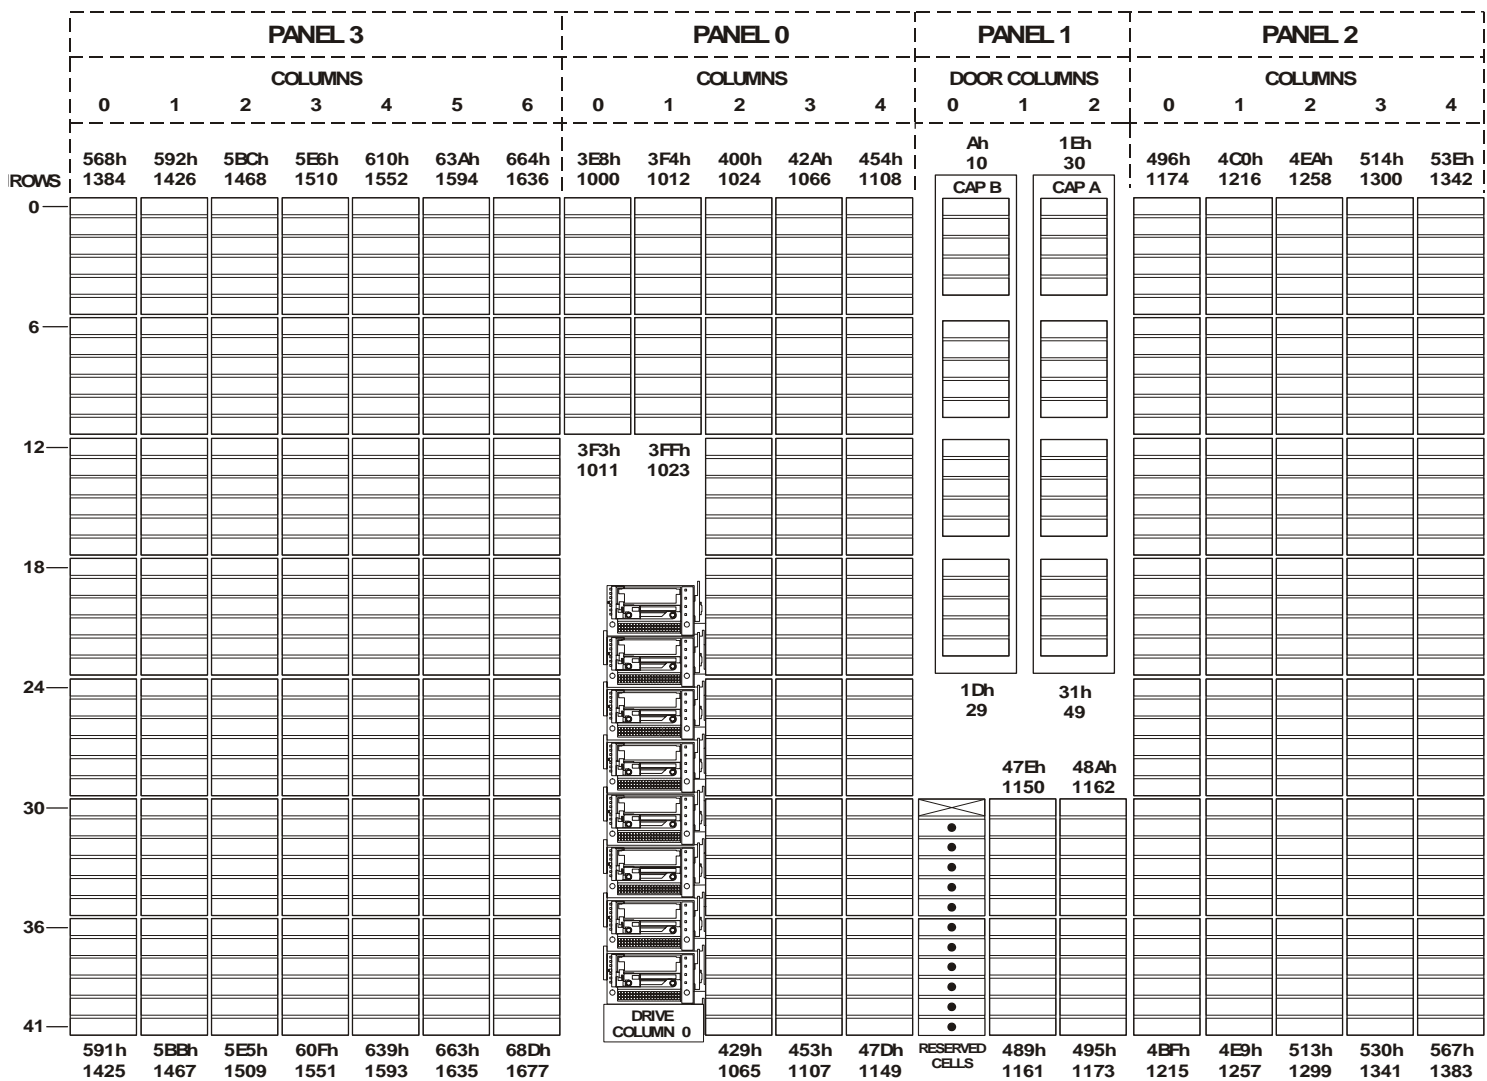 PANEL 3 PANEL 0 PANEL 1 PANEL 2
COLUMNS COLUMNS DOOR COLUMNS COLUMNS
0 1 2 3 4 5 6 0 1 2 3 4 0 1 2 0 1 2 3 4
Ah 1Eh
10 30
568h 592h 5BCh 5E6h 610h 63Ah 664h 3E8h 3F4h 400h 42Ah 454h 496h 4C0h 4EAh 514h 53Eh
ROWS 1384 1426 1468 1510 1552 1594 1636 1000 1012 1024 1066 1108 1174 1216 1258 1300 1342
CAP B CAP A
0
6
12
3F3h 3FFh
1011 1023
18
24
1Dh 31h
29 49
47Eh 48Ah
1150 1162
30
36
41
DRIVE
COLUMN 0
591h 5BBh 5E5h 60Fh 639h 663h 68Dh 429h 453h 47Dh RESERVED CELLS 489h 495h 4BFh 4E9h 513h 530h 567h
1425 1467 1509 1551 1593 1635 1677 1065 1107 1149 1161 1173 1215 1257 1299 1341 1383